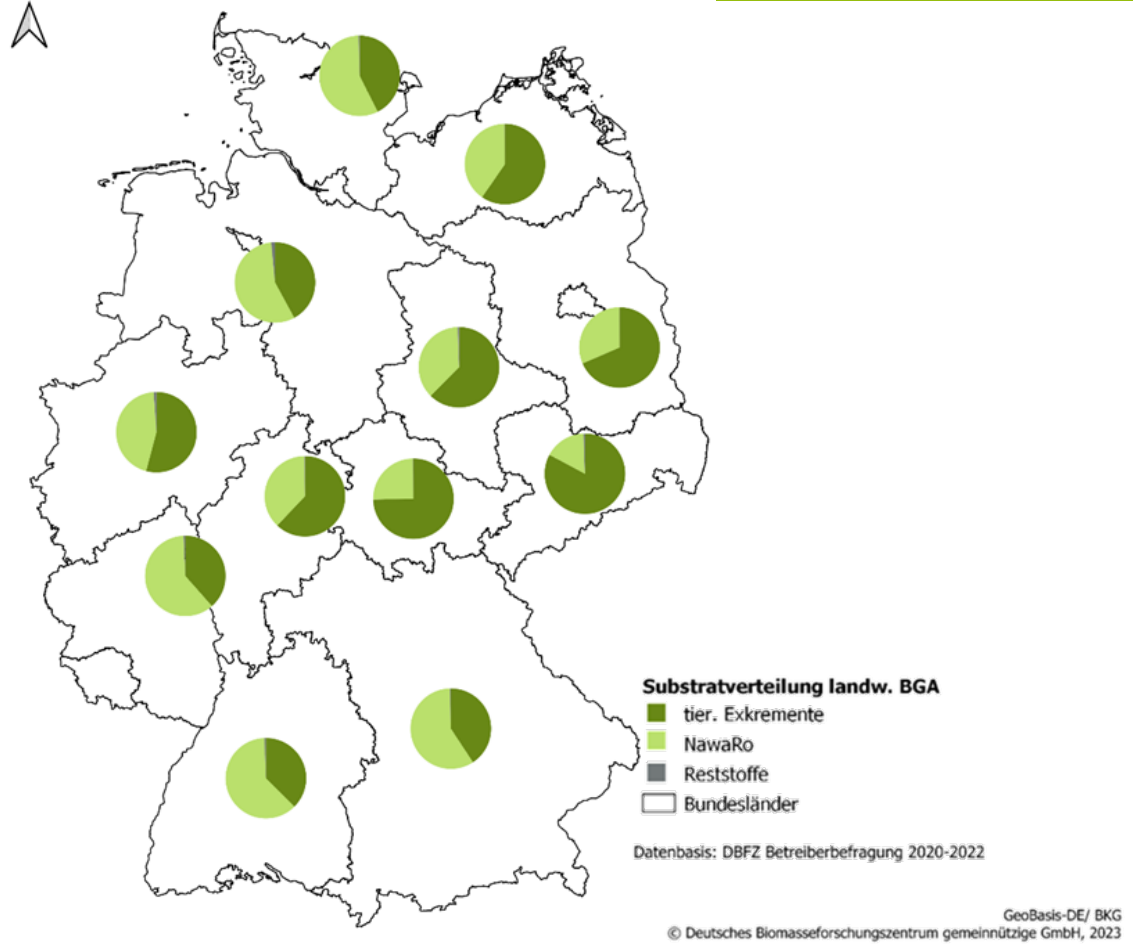 Substratverteilung landw. BGA
tier. Exkremente
NawaRo
Reststoffe
Bundesländer
Datenbasis: DBFZ Betreiberbefragung 2020-2022
GeoBasis-DE/ BKG
© Deutsches Biomasseforschungszentrum gemeinnützige GmbH, 2023